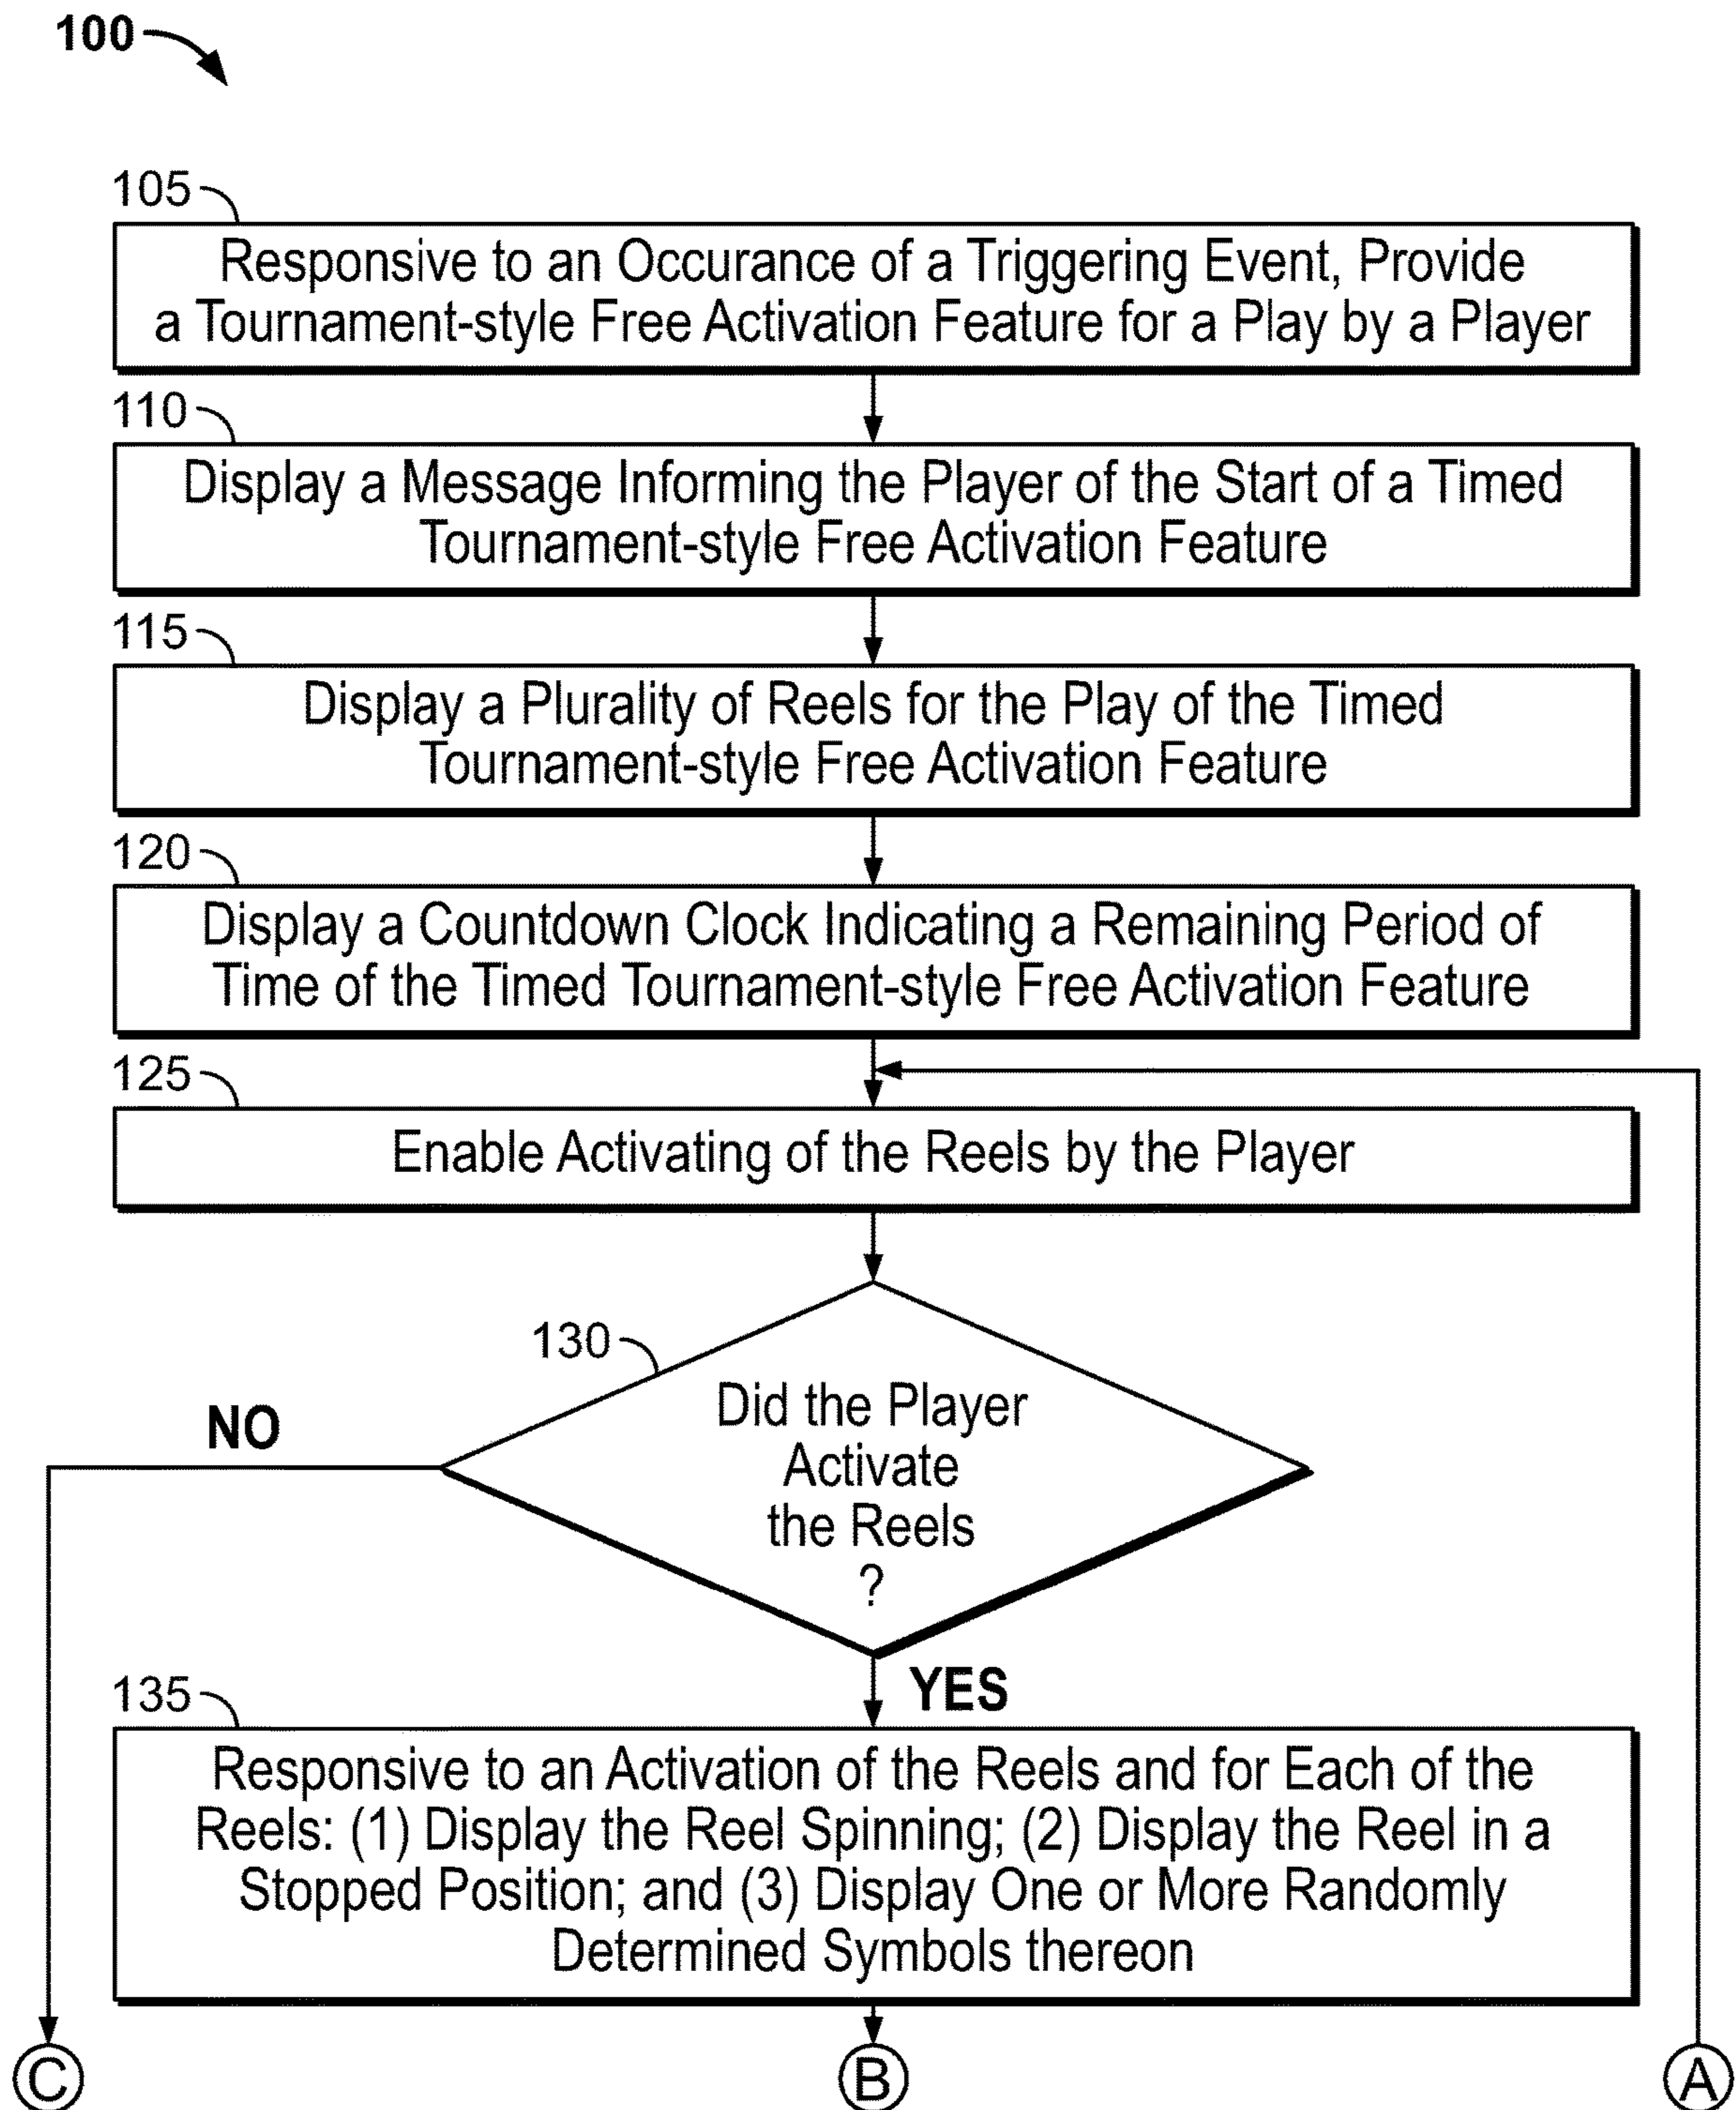 100
105
Responsive to an Occurance of a Triggering Event, Provide
a Tournament-style Free Activation Feature for a Play by a Player
110
Display a Message Informing the Player of the Start of a Timed
Tournament-style Free Activation Feature
115
Display a Plurality of Reels for the Play of the Timed
Tournament-style Free Activation Feature
120
Display a Countdown Clock Indicating a Remaining Period of
Time of the Timed Tournament-style Free Activation Feature
125
Enable Activating of the Reels by the Player
130
Did the Player
Activate
the Reels
?
NO
YES
135
Responsive to an Activation of the Reels and for Each of the
Reels: (1) Display the Reel Spinning; (2) Display the Reel in a
Stopped Position; and (3) Display One or More Randomly
Determined Symbols thereon
C
B
A